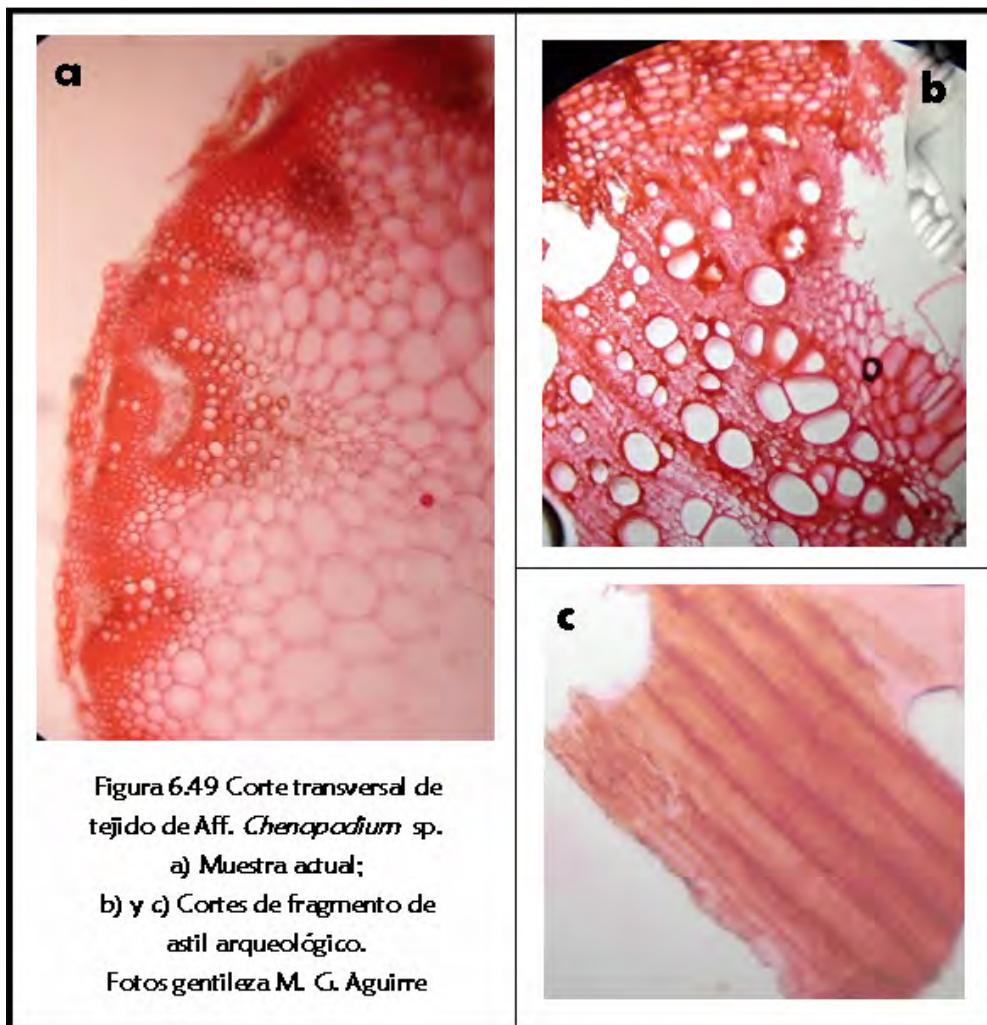 a
b
c
Figura 6.49 Corte transversal de
tejido de Aff. Chenopodium sp.
a) Muestra actual;
b) y c) Cortes de fragmento de
astil arqueológico.
Fotos gentileza M. G. Aguirre